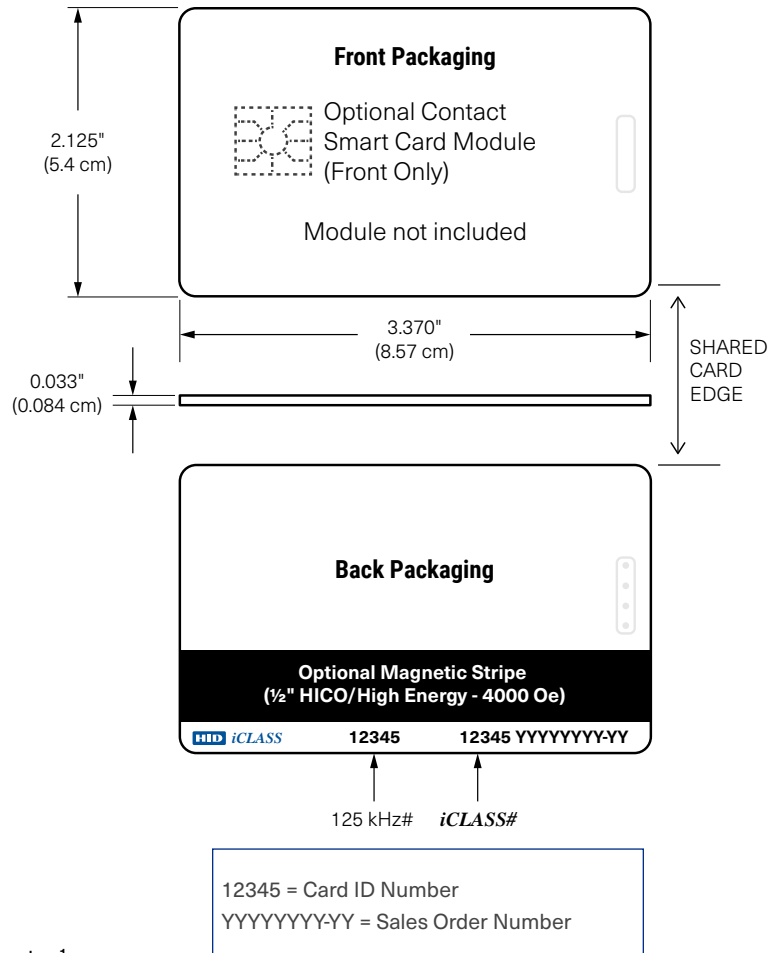 Front Packaging
Optional Contact
Smart Card Module
(Front Only)
Module not included
2.125"
(5.4 cm)
3.370"
(8.57 cm)
SHARED
CARD
EDGE
0.033"
(0.084 cm)
Back Packaging
Optional Magnetic Stripe
(½" HICO/High Energy - 4000 Oe)
HID iCLASS 12345 12345 YYYYYYYY-YY
125 kHz# iCLASS#
12345 = Card ID Number
YYYYYYYY-YY = Sales Order Number